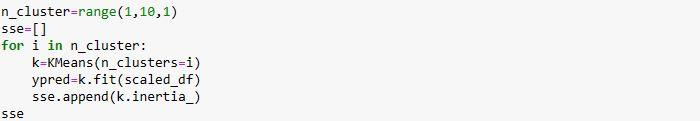 n_cluster=range(1,10,1)
sse=[]
for i in n_cluster:
    k=KMeans(n_clusters=i)
    ypred=k.fit(scaled_df)
    sse.append(k.inertia_)
sse